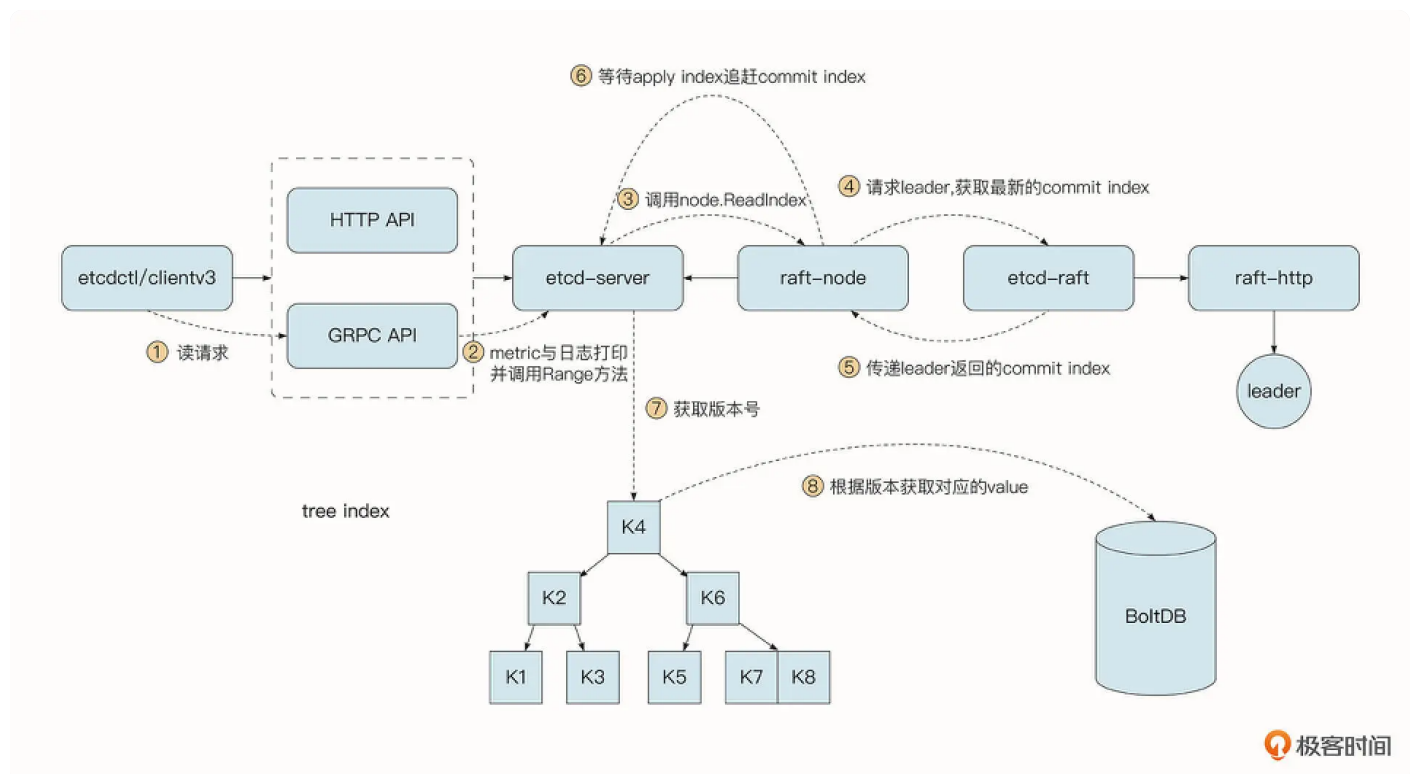 ⑥ 等待apply index追赶commit index
HTTP API
③ 调用node.ReadIndex
④ 请求leader,获取最新的commit index
etcdctl/clientv3
etcd-server
raft-node
etcd-raft
raft-http
GRPC API
① 读请求
② metric与日志打印
并调用Range方法
⑤ 传递leader返回的commit index
leader
⑦ 获取版本号
⑧ 根据版本获取对应的value
tree index
K4
K2
K6
BoltDB
K1
K3
K5
K7
K8
极客时间